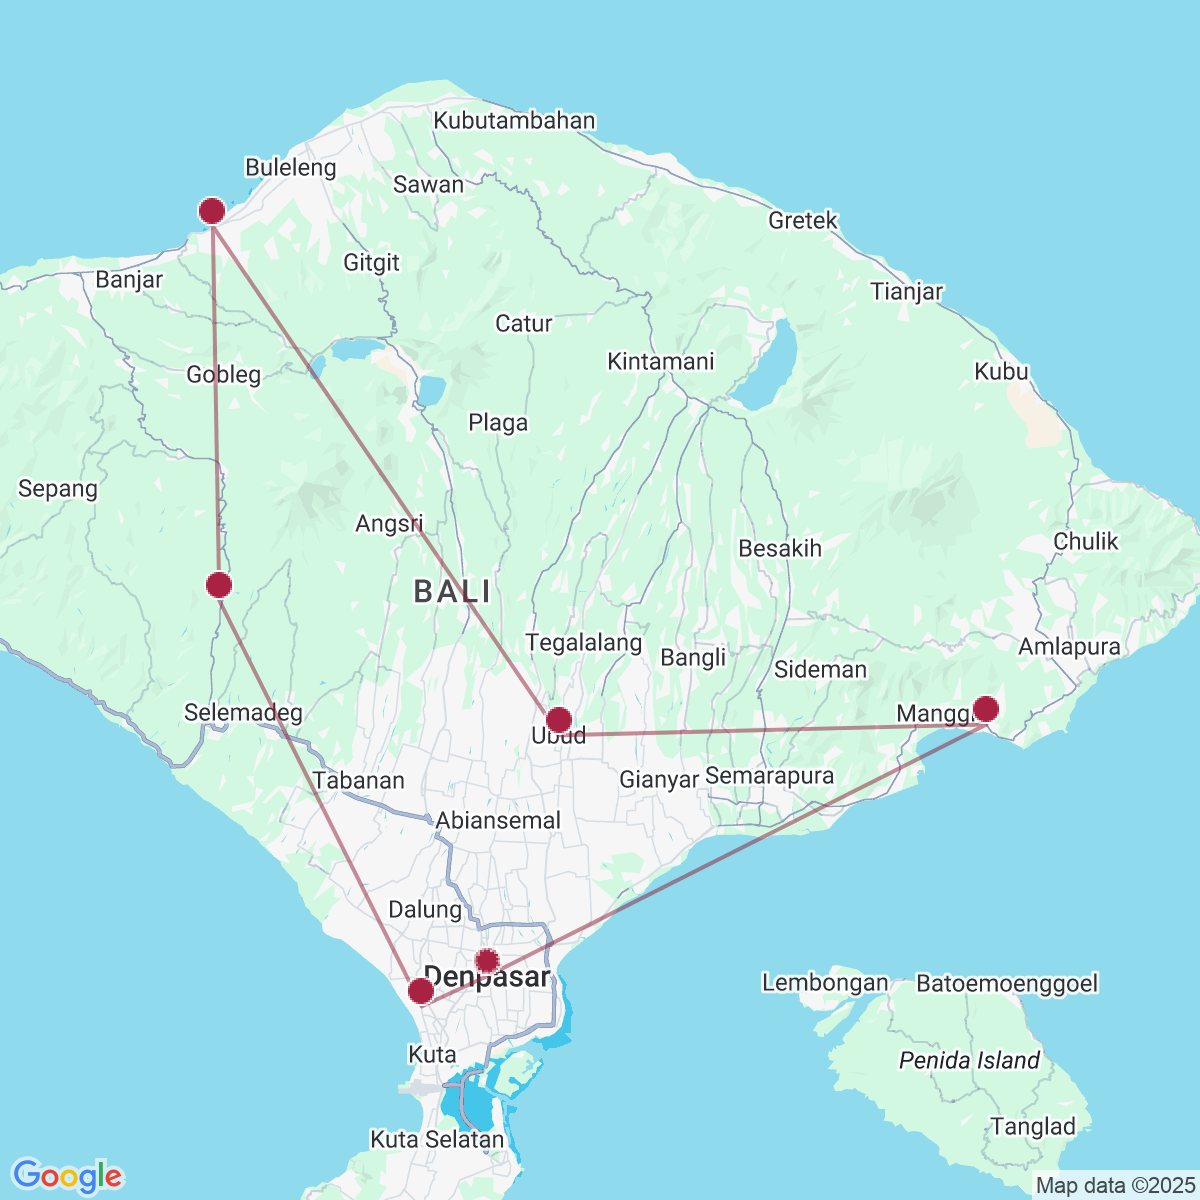 Kubutambahan
Buleleng
Sawan
Gretek
Gitgit
Banjar
Tianjar
Catur
Kintamani
Gobleg
Kubu
Plaga
Sepang
Angsri
Chulik
Besakih
BALI
Tegalalang
Amlapura
Bangli
Sideman
Selemadeg
Manggi
Ubud
Tabanan
Gianyar
Semarapura
Abiansemal
Dalung
Denpasar
Lembongan
Batoemoenggoel
Kuta
Penida Island
Tanglad
Kuta Selatan
Google
Map data ©2025